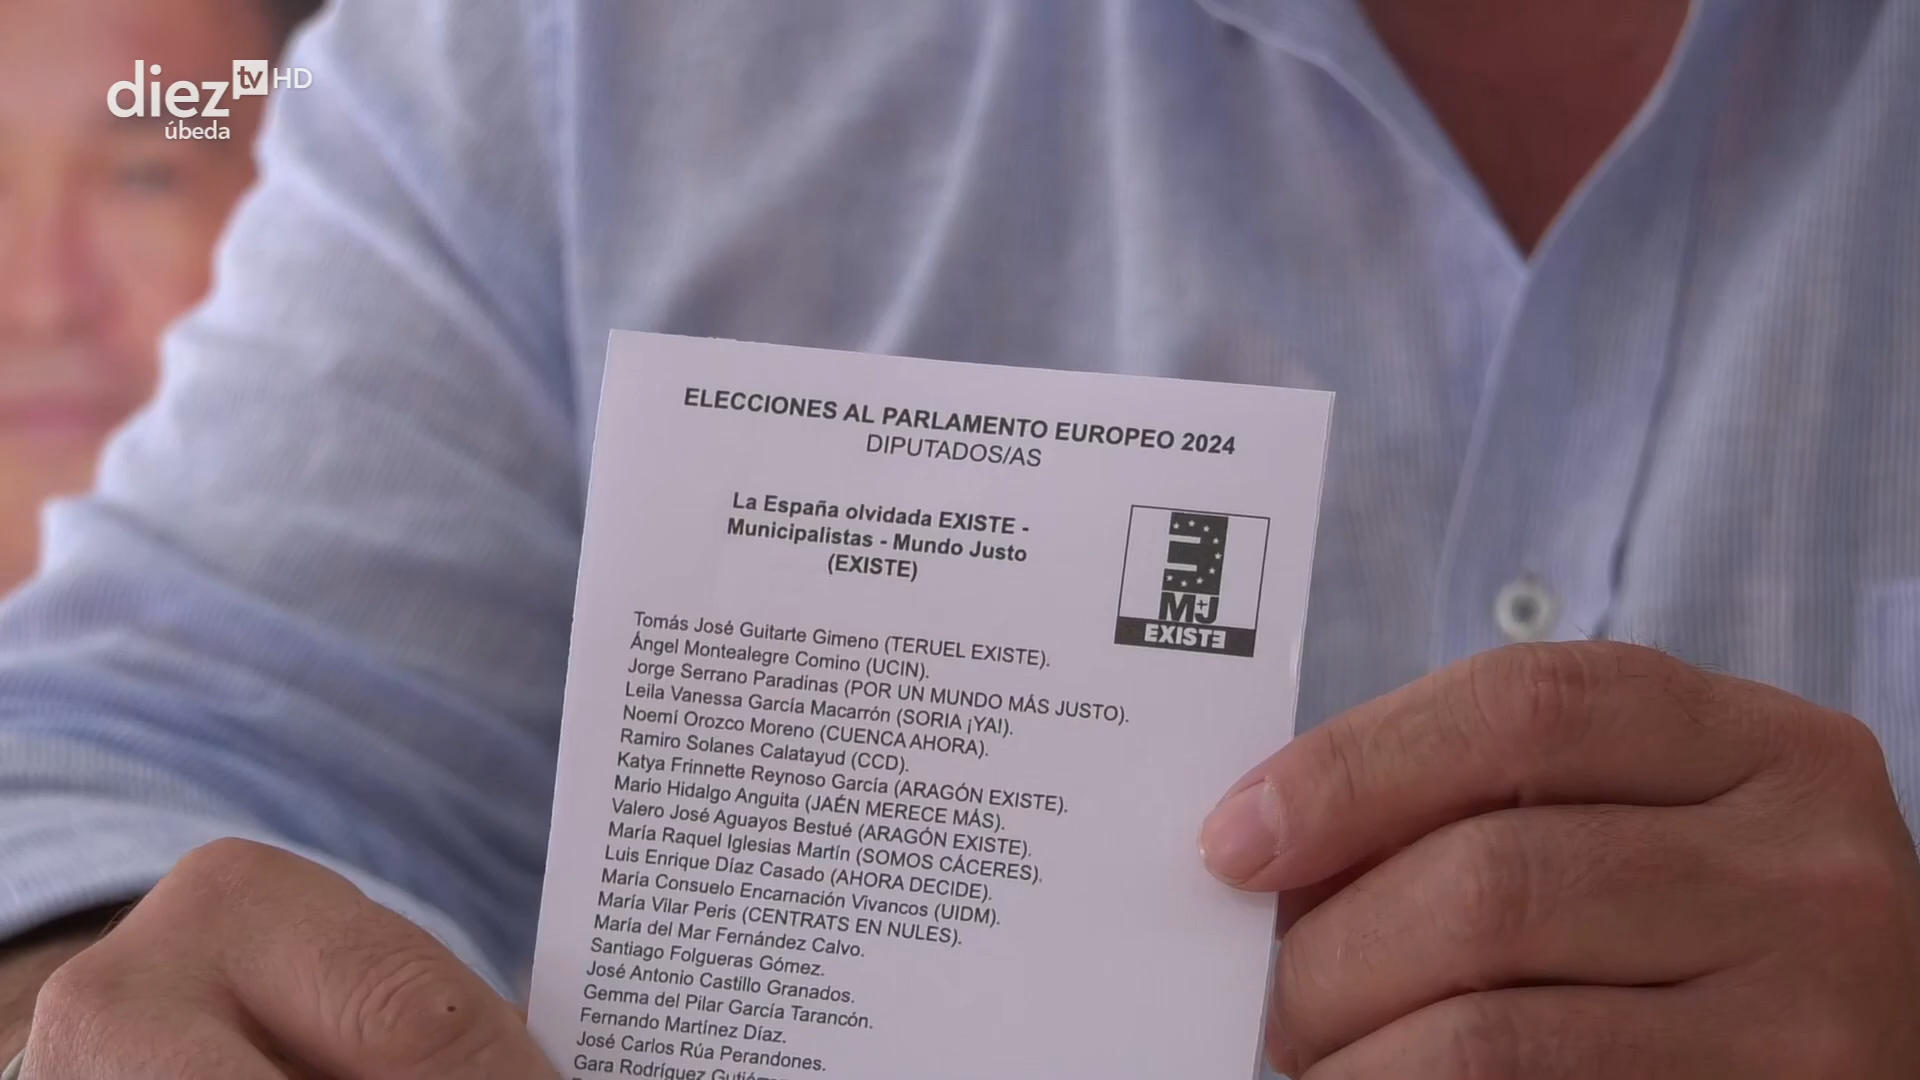 diez tv HD
úbeda
ELECCIONES AL PARLAMENTO EUROPEO 2024
DIPUTADOS/AS
La España olvidada EXISTE -
Municipalistas - Mundo Justo
(EXISTE)
M+J
EXISTE
Tomás José Guitarte Gimeno (TERUEL EXISTE).
Ángel Montealegre Comino (UCIN).
Jorge Serrano Paradinas (POR UN MUNDO MÁS JUSTO).
Leila Vanessa García Macarrón (SORIA ¡YA!).
Noemí Orozco Moreno (CUENCA AHORA).
Ramiro Solanes Calatayud (CCD).
Katya Frinnette Reynoso García (ARAGÓN EXISTE).
Mario Hidalgo Anguita (JAÉN MERECE MÁS).
Valero José Aguayos Bestué (ARAGÓN EXISTE).
María Raquel Iglesias Martín (SOMOS CÁCERES).
Luis Enrique Díaz Casado (AHORA DECIDE).
María Consuelo Encarnación Vivancos (UIDM).
María Vilar Peris (CENTRATS EN NULES).
María del Mar Fernández Calvo.
Santiago Folgueras Gómez.
José Antonio Castillo Granados.
Gemma del Pilar García Tarancón.
Fernando Martínez Díaz.
José Carlos Rúa Perandones.
Gara Rodríguez